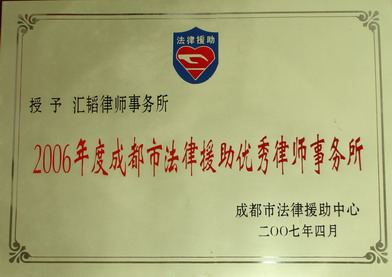 法律援助
授予 汇韬律师事务所
2006年度成都市法律援助优秀律师事务所
成都市法律援助中心
二〇〇七年四月